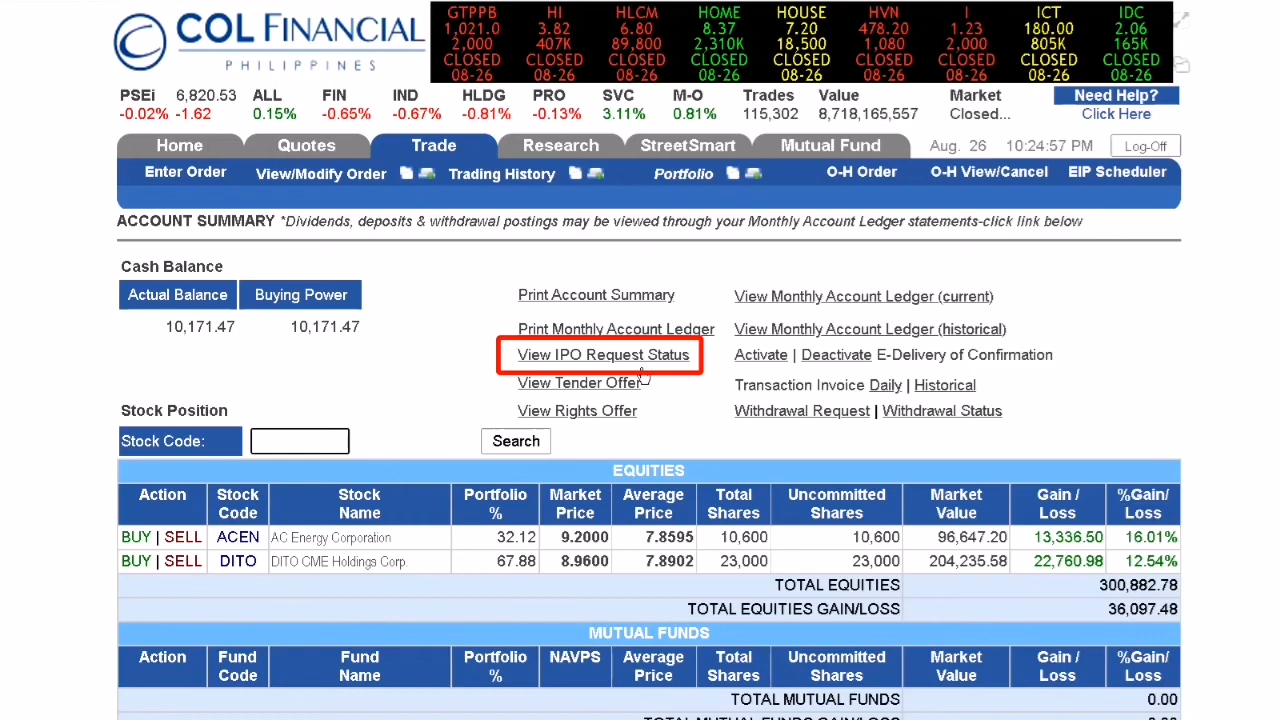 COL FINANCIAL
PHILIPPINES
GTPPB HI HLCM HOME HOUSE HVN I ICT IDC
1,021.0 3.82 6.80 8.37 7.20 478.20 1.23 180.00 2.06
2,000 407K 89,800 2,310K 18,500 1,080 2,000 805K 165K
CLOSED CLOSED CLOSED CLOSED CLOSED CLOSED CLOSED CLOSED CLOSED
08-26 08-26 08-26 08-26 08-26 08-26 08-26 08-26 08-26
PSEi 6,820.53 ALL FIN IND HLDG PRO SVC M-O Trades Value Market Need Help?
-0.02% -1.62 0.15% -0.65% -0.67% -0.81% -0.13% 3.11% 0.81% 115,302 8,718,165,557 Closed... Click Here
Home Quotes Trade Research StreetSmart Mutual Fund Aug. 26 10:24:57 PM Log-Off
Enter Order View/Modify Order Trading History Portfolio O-H Order O-H View/Cancel EIP Scheduler
ACCOUNT SUMMARY *Dividends, deposits & withdrawal postings may be viewed through your Monthly Account Ledger statements-click link below
Cash Balance
Actual Balance Buying Power
10,171.47 10,171.47
Print Account Summary View Monthly Account Ledger (current)
Print Monthly Account Ledger View Monthly Account Ledger (historical)
View IPO Request Status Activate | Deactivate E-Delivery of Confirmation
View Tender Offer Transaction Invoice Daily | Historical
View Rights Offer Withdrawal Request | Withdrawal Status
Stock Position
Stock Code: Search
EQUITIES
Action Stock Code Stock Name Portfolio % Market Price Average Price Total Shares Uncommitted Shares Market Value Gain / Loss %Gain/ Loss
BUY | SELL ACEN AC Energy Corporation 32.12 9.2000 7.8595 10,600 10,600 96,647.20 13,336.50 16.01%
BUY | SELL DITO DITO CME Holdings Corp. 67.88 8.9600 7.8902 23,000 23,000 204,235.58 22,760.98 12.54%
TOTAL EQUITIES 300,882.78
TOTAL EQUITIES GAIN/LOSS 36,097.48
MUTUAL FUNDS
Action Fund Code Fund Name Portfolio % NAVPS Average Price Total Shares Uncommitted Shares Market Value Gain / Loss %Gain/ Loss
TOTAL MUTUAL FUNDS 0.00
TOTAL MUTUAL FUNDS GAIN/LOSS